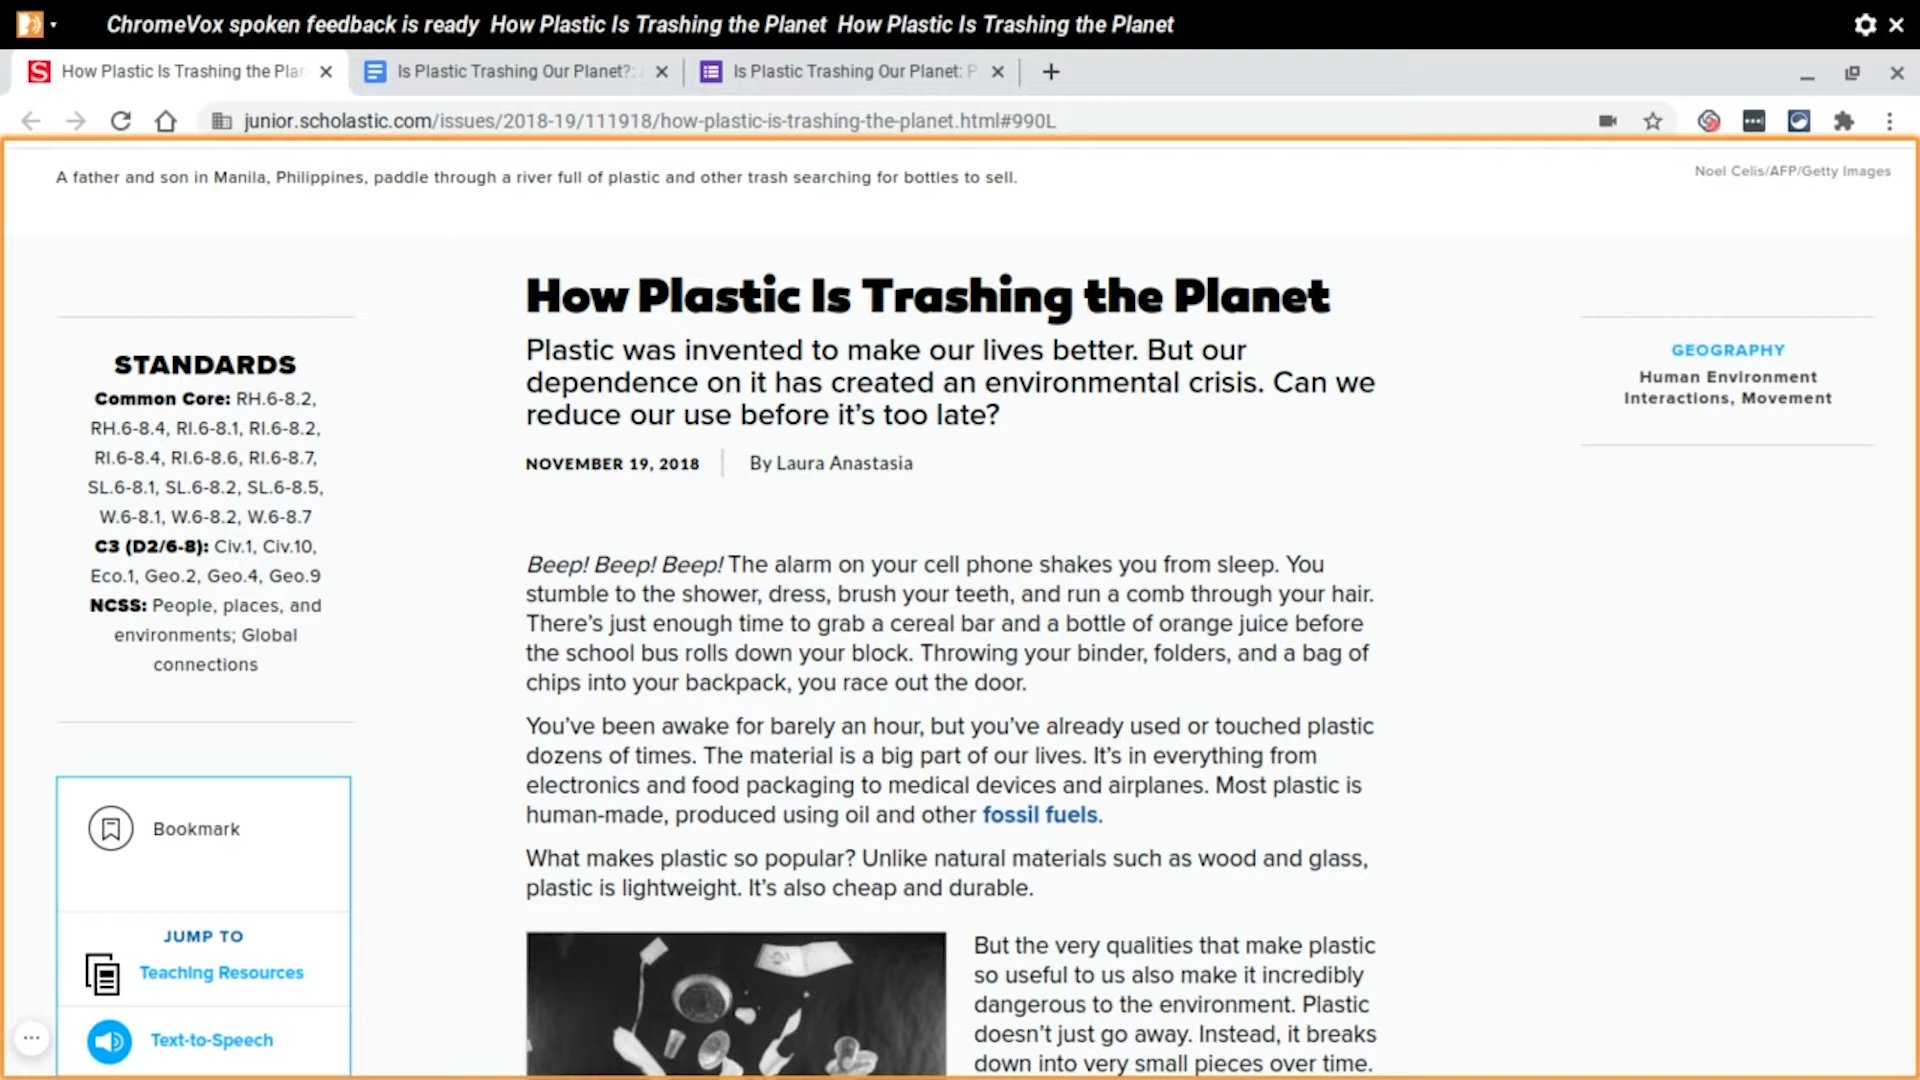 ChromeVox spoken feedback is ready How Plastic Is Trashing the Planet How Plastic Is Trashing the Planet
How Plastic Is Trashing the Plan
Is Plastic Trashing Our Planet?:
Is Plastic Trashing Our Planet: P
junior.scholastic.com/issues/2018-19/111918/how-plastic-is-trashing-the-planet.html#990L
A father and son in Manila, Philippines, paddle through a river full of plastic and other trash searching for bottles to sell.
Noel Celis/AFP/Getty Images
STANDARDS
Common Core: RH.6-8.2,
RH.6-8.4, RI.6-8.1, RI.6-8.2,
RI.6-8.4, RI.6-8.6, RI.6-8.7,
SL.6-8.1, SL.6-8.2, SL.6-8.5,
W.6-8.1, W.6-8.2, W.6-8.7
C3 (D2/6-8): Civ.1, Civ.10,
Eco.1, Geo.2, Geo.4, Geo.9
NCSS: People, places, and
environments; Global
connections
Bookmark
JUMP TO
Teaching Resources
Text-to-Speech
How Plastic Is Trashing the Planet
Plastic was invented to make our lives better. But our
dependence on it has created an environmental crisis. Can we
reduce our use before it's too late?
NOVEMBER 19, 2018
By Laura Anastasia
Beep! Beep! Beep! The alarm on your cell phone shakes you from sleep. You
stumble to the shower, dress, brush your teeth, and run a comb through your hair.
There's just enough time to grab a cereal bar and a bottle of orange juice before
the school bus rolls down your block. Throwing your binder, folders, and a bag of
chips into your backpack, you race out the door.
You've been awake for barely an hour, but you've already used or touched plastic
dozens of times. The material is a big part of our lives. It's in everything from
electronics and food packaging to medical devices and airplanes. Most plastic is
human-made, produced using oil and other fossil fuels.
What makes plastic so popular? Unlike natural materials such as wood and glass,
plastic is lightweight. It's also cheap and durable.
But the very qualities that make plastic
so useful to us also make it incredibly
dangerous to the environment. Plastic
doesn't just go away. Instead, it breaks
down into very small pieces over time.
GEOGRAPHY
Human Environment
Interactions, Movement